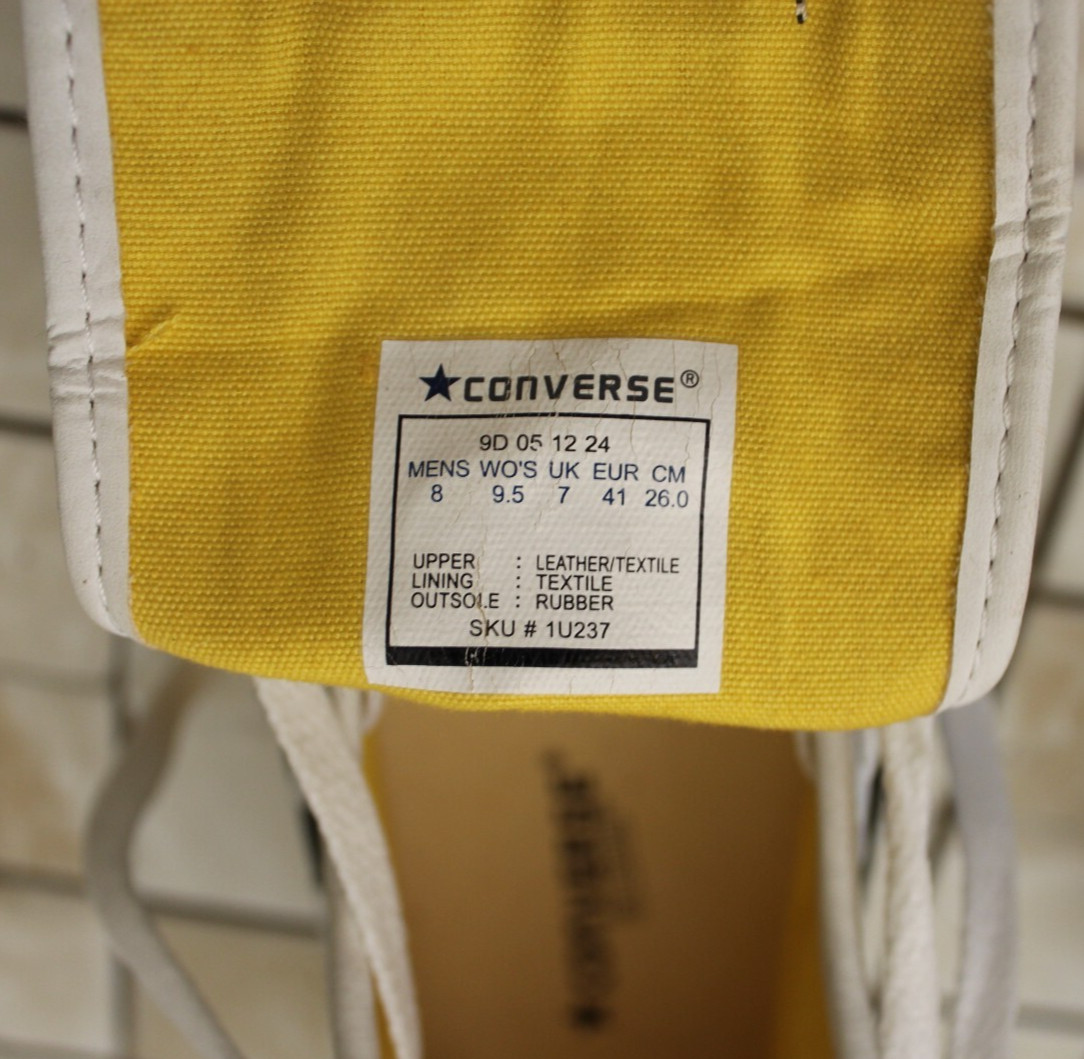 ★CONVERSE®
9D 05 12 24
MENS WO'S UK EUR CM
8 9.5 7 41 26.0
UPPER : LEATHER/TEXTILE
LINING : TEXTILE
OUTSOLE : RUBBER
SKU # 1U237